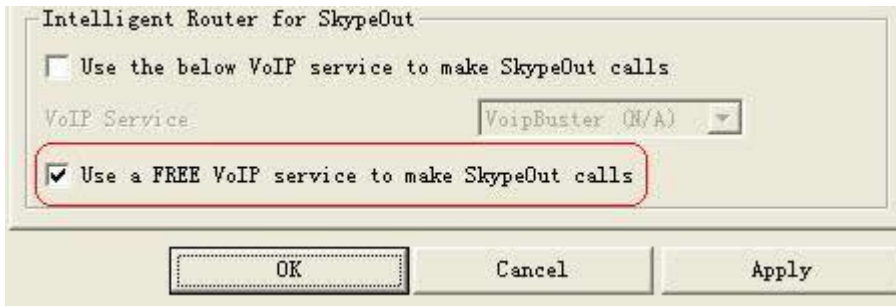 Intelligent Router for SkypeOut
Use the below VoIP service to make SkypeOut calls
VoIP Service VoipBuster (N/A)
Use a FREE VoIP service to make SkypeOut calls
OK Cancel Apply